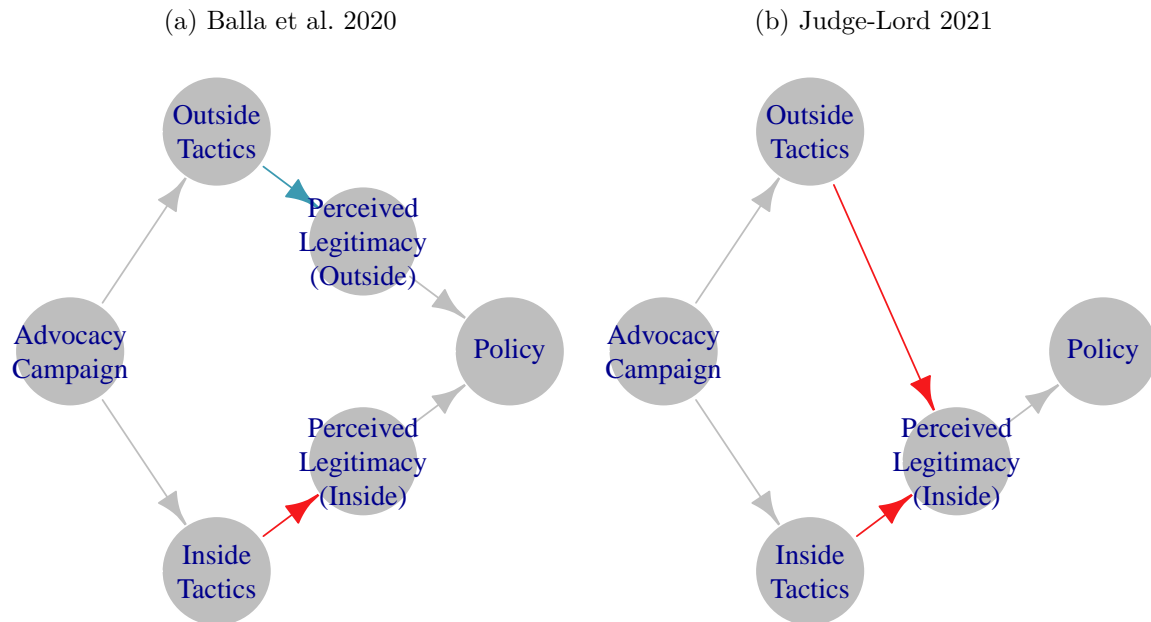 (a) Balla et al. 2020
Outside
Tactics
Perceived
Legitimacy
(Outside)
Advocacy
Campaign
Policy
Perceived
Legitimacy
(Inside)
Inside
Tactics
(b) Judge-Lord 2021
Outside
Tactics
Advocacy
Campaign
Policy
Perceived
Legitimacy
(Inside)
Inside
Tactics